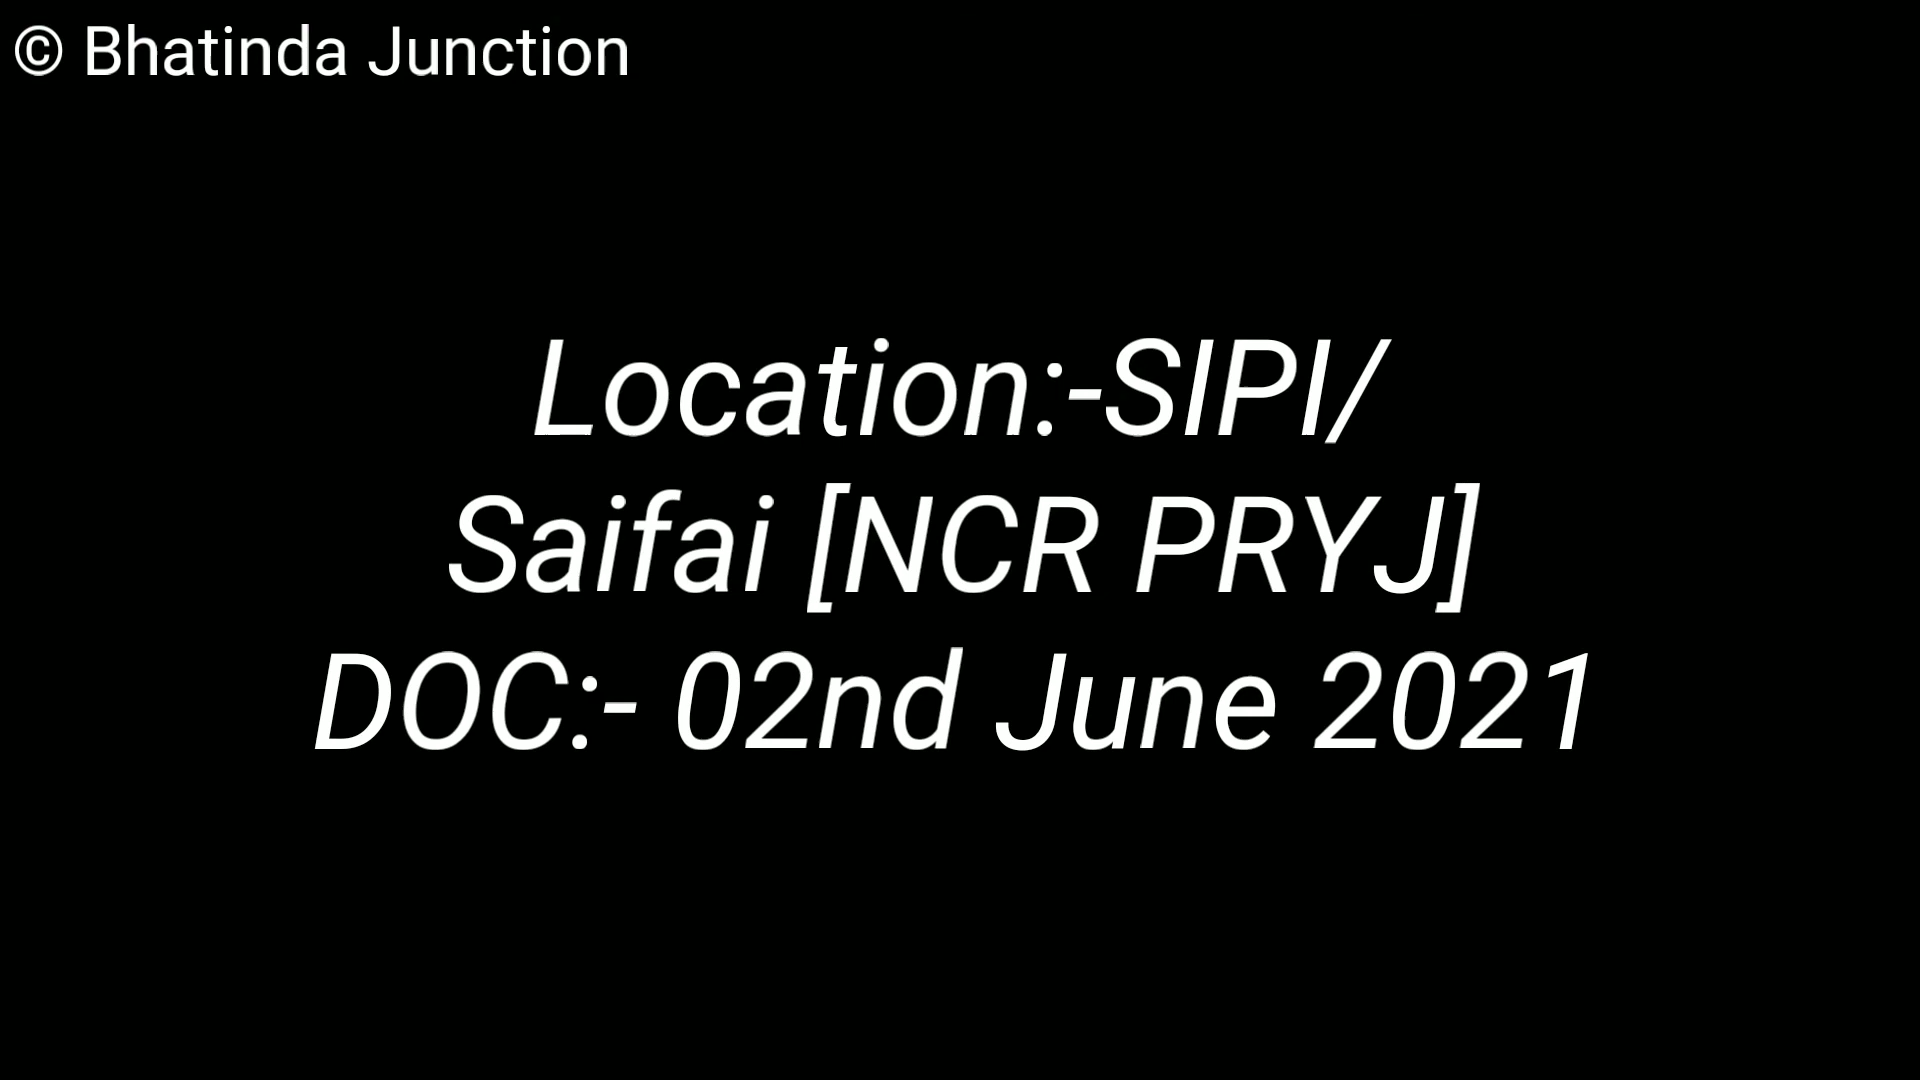 © Bhatinda Junction
Location:-SIPI/
Saifai [NCR PRYJ]
DOC:- 02nd June 2021